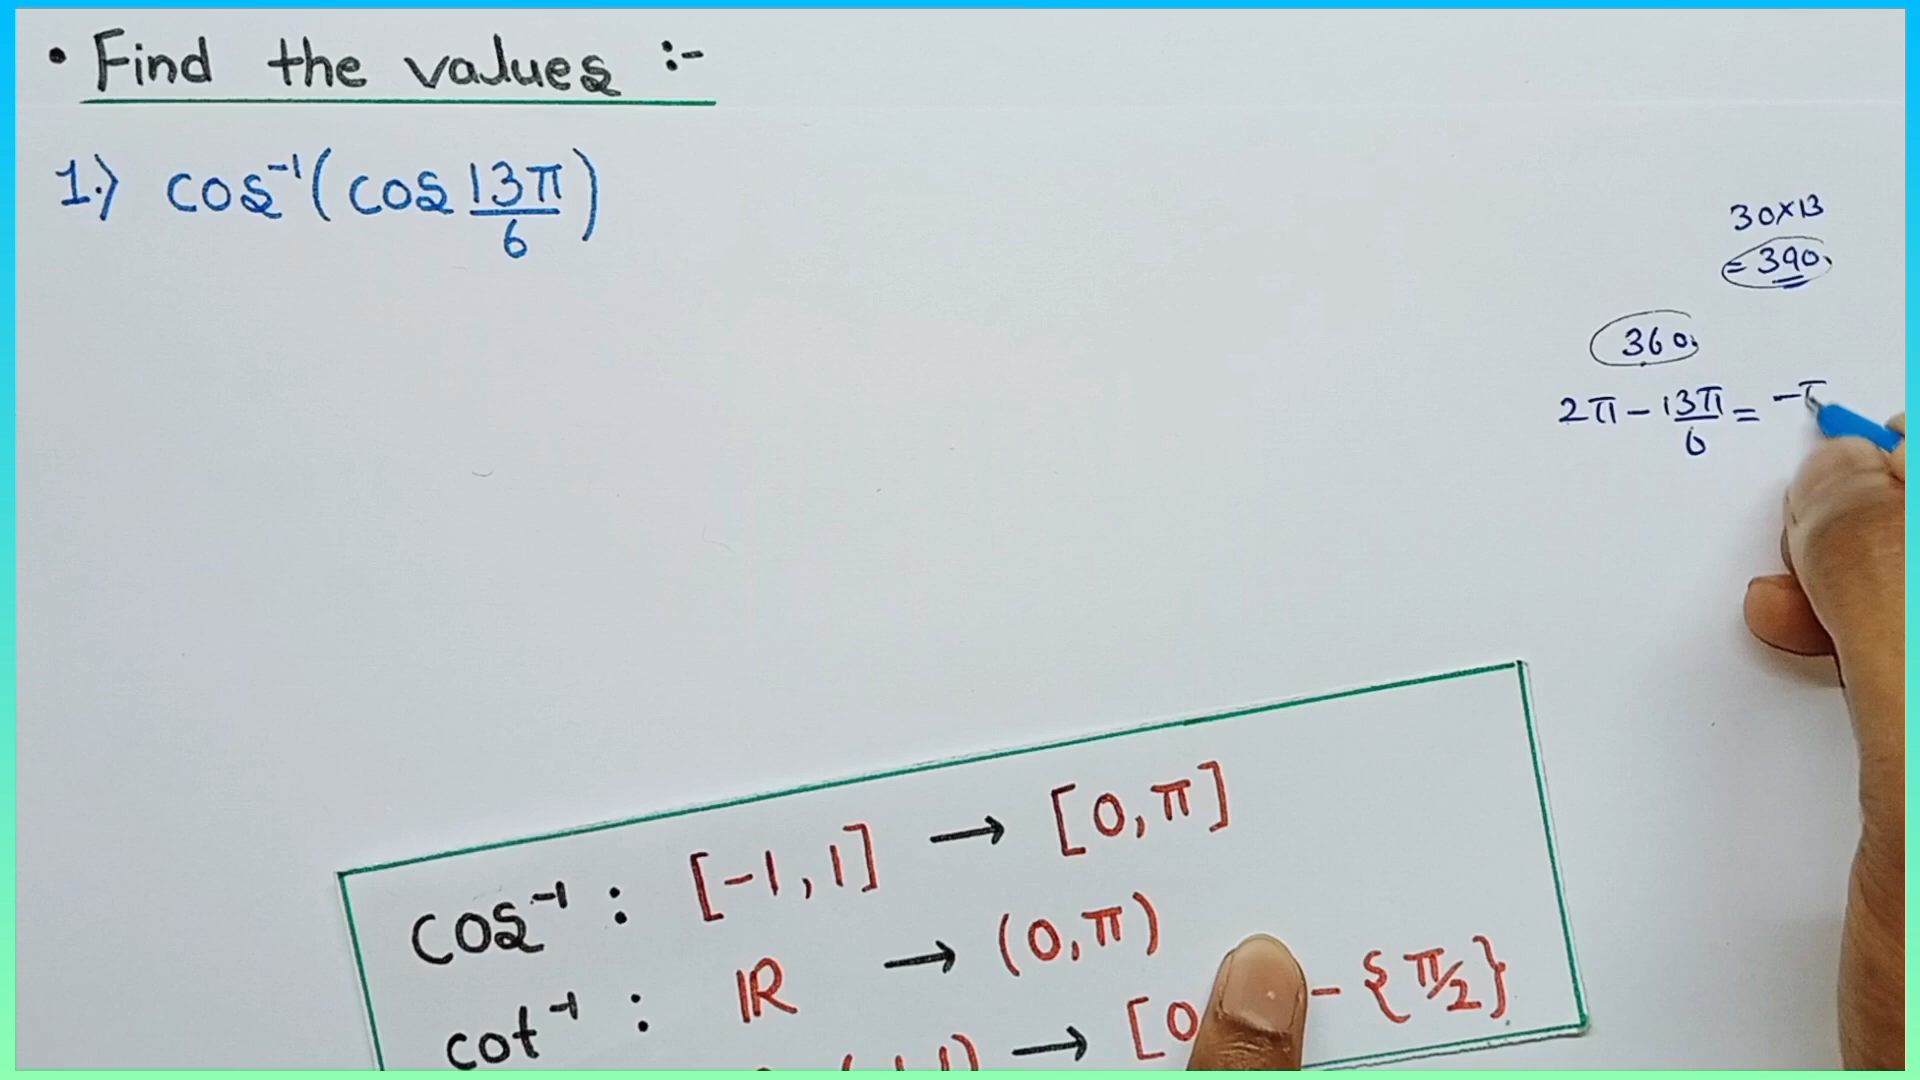 • Find the values :-
1.) cos⁻¹(cos 13π/6)
30×13
= 390
360
2π - 13π/6 = -π
cos⁻¹ : [-1, 1] → [0, π]
cot⁻¹ : IR → (0, π)
→ [0 - {π/2}